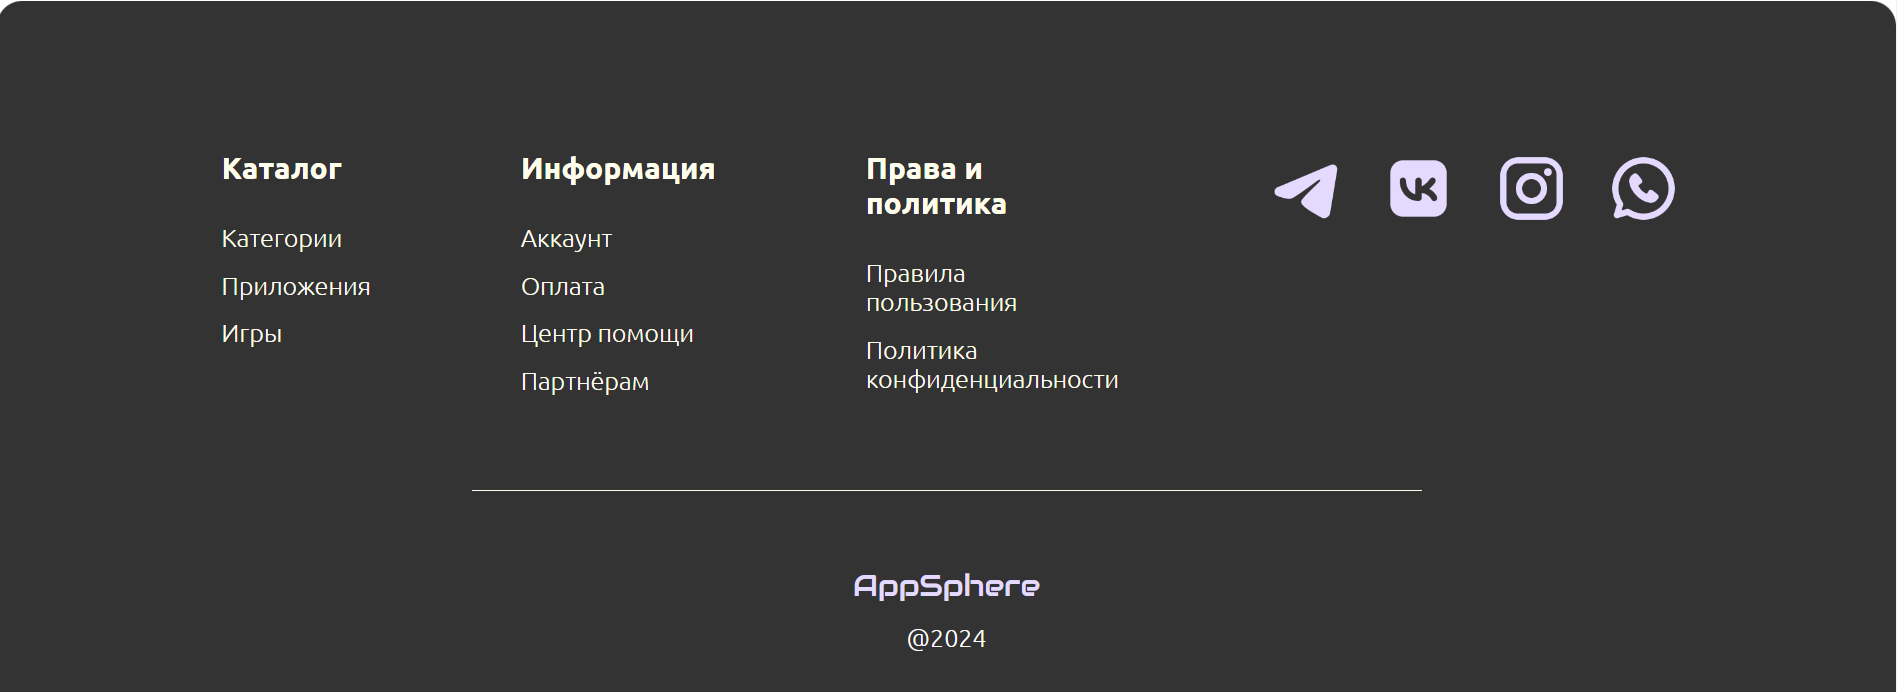 Каталог
Категории
Приложения
Игры
Информация
Аккаунт
Оплата
Центр помощи
Партнёрам
Права и
политика
Правила
пользования
Политика
конфиденциальности
AppSphere
@2024